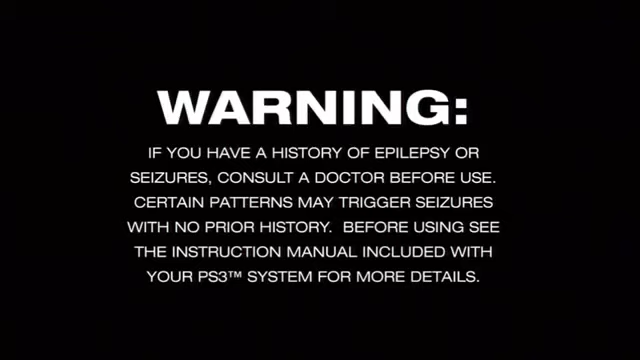 WARNING:
IF YOU HAVE A HISTORY OF EPILEPSY OR
SEIZURES, CONSULT A DOCTOR BEFORE USE.
CERTAIN PATTERNS MAY TRIGGER SEIZURES
WITH NO PRIOR HISTORY.  BEFORE USING SEE
THE INSTRUCTION MANUAL INCLUDED WITH
YOUR PS3™ SYSTEM FOR MORE DETAILS.